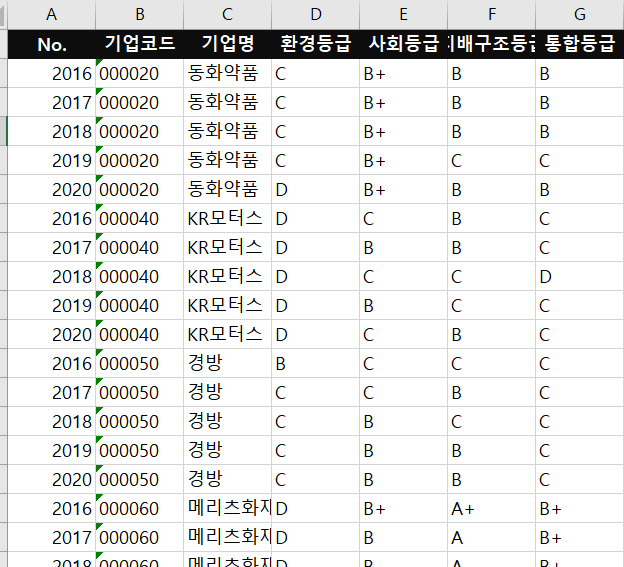 A B C D E F G
No. 기업코드 기업명 환경등급 사회등급 지배구조등급 통합등급
2016 000020 동화약품 C B+ B B
2017 000020 동화약품 C B+ B B
2018 000020 동화약품 C B+ B B
2019 000020 동화약품 C B+ C C
2020 000020 동화약품 D B+ B B
2016 000040 KR모터스 D C B C
2017 000040 KR모터스 D B B C
2018 000040 KR모터스 D C C D
2019 000040 KR모터스 D B C C
2020 000040 KR모터스 D C B C
2016 000050 경방 B C C C
2017 000050 경방 C C B C
2018 000050 경방 C B C C
2019 000050 경방 C B B C
2020 000050 경방 C B B C
2016 000060 메리츠화재 D B+ A+ B+
2017 000060 메리츠화재 D B A B+
2018 000060 메리츠화재 D B A B+